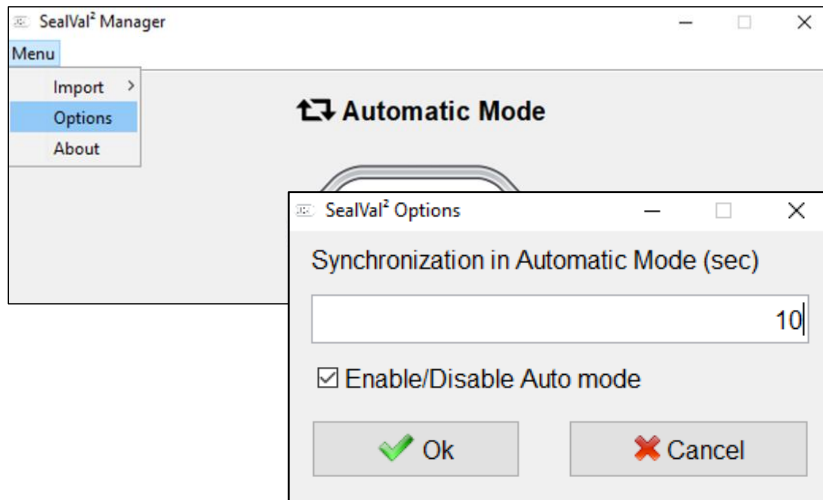 SealVal² Manager
Menu
Import
Options
About
Automatic Mode
SealVal² Options
Synchronization in Automatic Mode (sec)
10
Enable/Disable Auto mode
Ok
Cancel